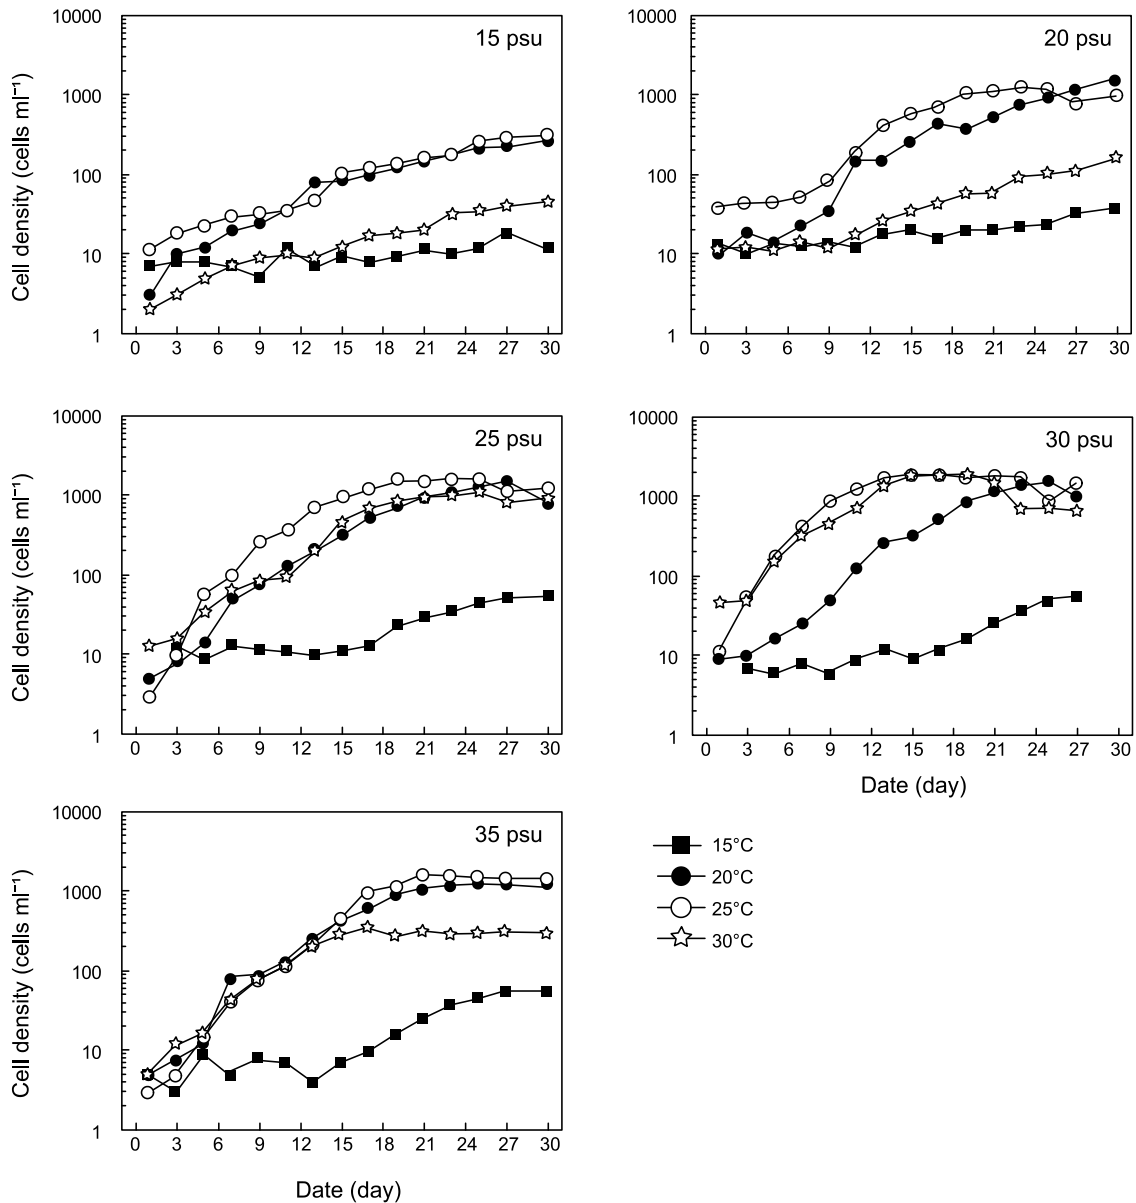 15 psu
10000
1000
100
10
1
Cell density (cells ml⁻¹)
0 3 6 9 12 15 18 21 24 27 30
20 psu
10000
1000
100
10
1
0 3 6 9 12 15 18 21 24 27 30
25 psu
10000
1000
100
10
1
Cell density (cells ml⁻¹)
0 3 6 9 12 15 18 21 24 27 30
30 psu
10000
1000
100
10
1
0 3 6 9 12 15 18 21 24 27 30
Date (day)
35 psu
10000
1000
100
10
1
Cell density (cells ml⁻¹)
0 3 6 9 12 15 18 21 24 27 30
Date (day)
15°C
20°C
25°C
30°C